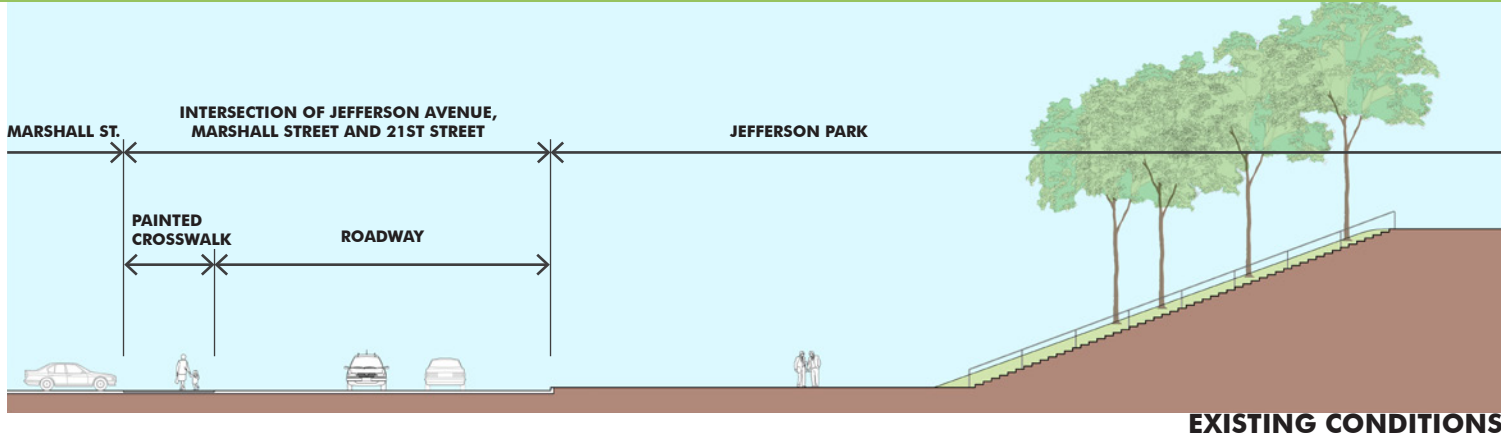 MARSHALL ST.
INTERSECTION OF JEFFERSON AVENUE,
MARSHALL STREET AND 21ST STREET
JEFFERSON PARK
PAINTED
CROSSWALK
ROADWAY
EXISTING CONDITIONS